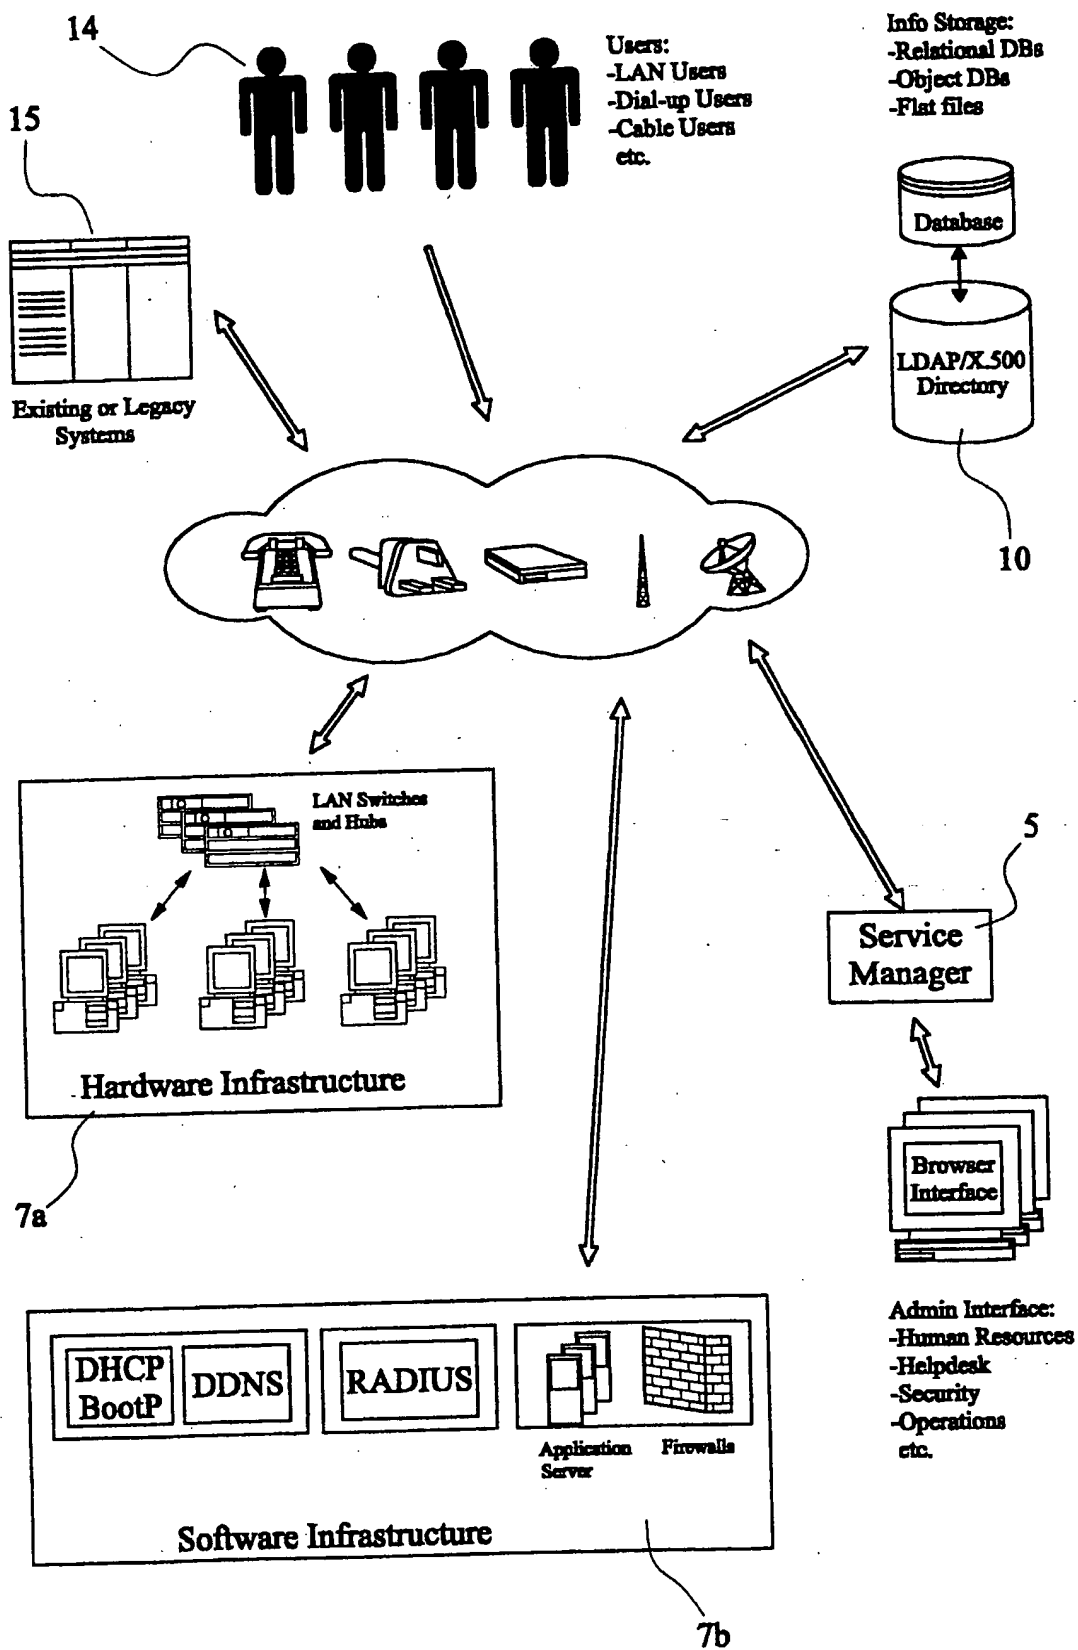 14
Users:
-LAN Users
-Dial-up Users
-Cable Users
etc.
Info Storage:
-Relational DBs
-Object DBs
-Flat files
15
Existing or Legacy
Systems
Database
LDAP/X.500
Directory
10
LAN Switches
and Hubs
Hardware Infrastructure
7a
5
Service
Manager
Browser
Interface
Admin Interface:
-Human Resources
-Helpdesk
-Security
-Operations
etc.
DHCP
BootP
DDNS
RADIUS
Application
Server
Firewalls
Software Infrastructure
7b